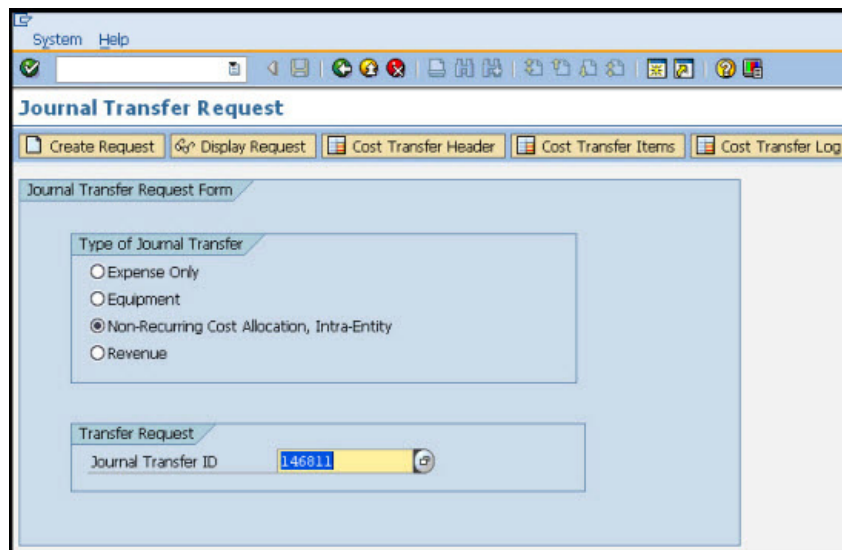 System Help
Journal Transfer Request
Create Request Display Request Cost Transfer Header Cost Transfer Items Cost Transfer Log
Journal Transfer Request Form
Type of Journal Transfer
Expense Only
Equipment
Non-Recurring Cost Allocation, Intra-Entity
Revenue
Transfer Request
Journal Transfer ID 146811